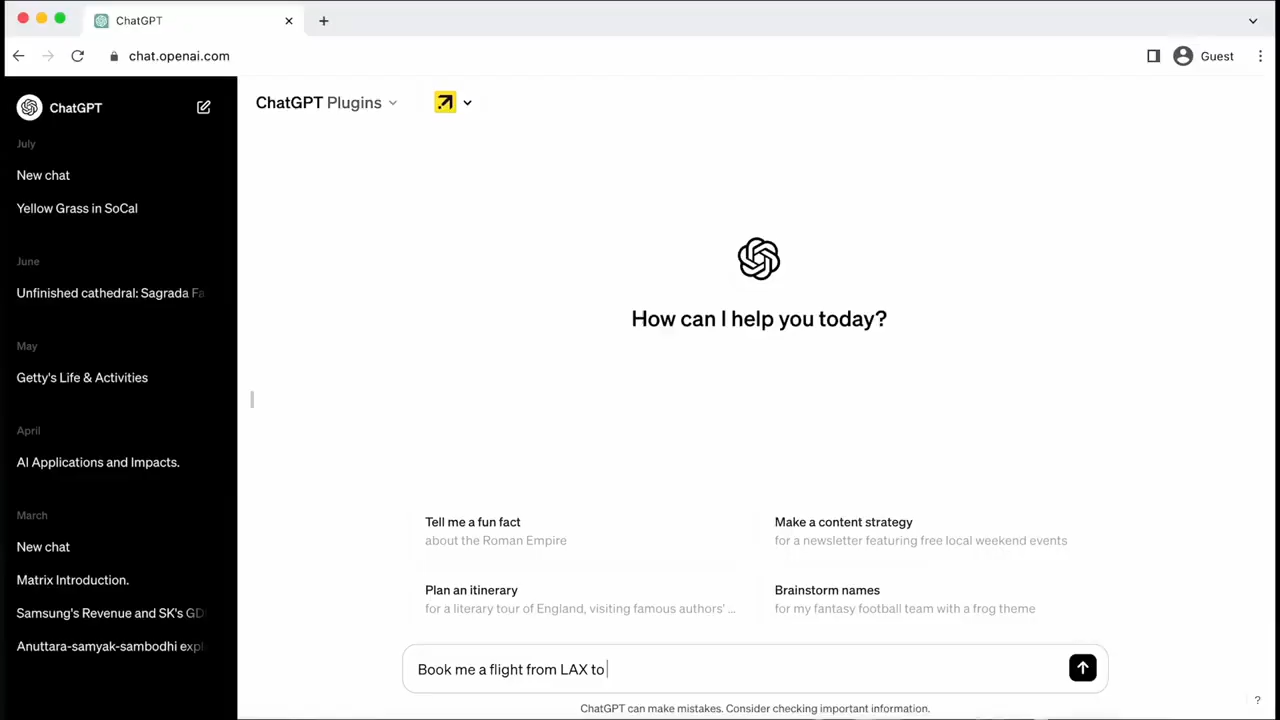 ChatGPT
chat.openai.com
Guest
ChatGPT
July
New chat
Yellow Grass in SoCal
June
Unfinished cathedral: Sagrada Fa
May
Getty's Life & Activities
April
AI Applications and Impacts.
March
New chat
Matrix Introduction.
Samsung's Revenue and SK's GD
Anuttara-samyak-sambodhi expl
ChatGPT Plugins
How can I help you today?
Tell me a fun fact
about the Roman Empire
Make a content strategy
for a newsletter featuring free local weekend events
Plan an itinerary
for a literary tour of England, visiting famous authors' ...
Brainstorm names
for my fantasy football team with a frog theme
Book me a flight from LAX to
ChatGPT can make mistakes. Consider checking important information.
?